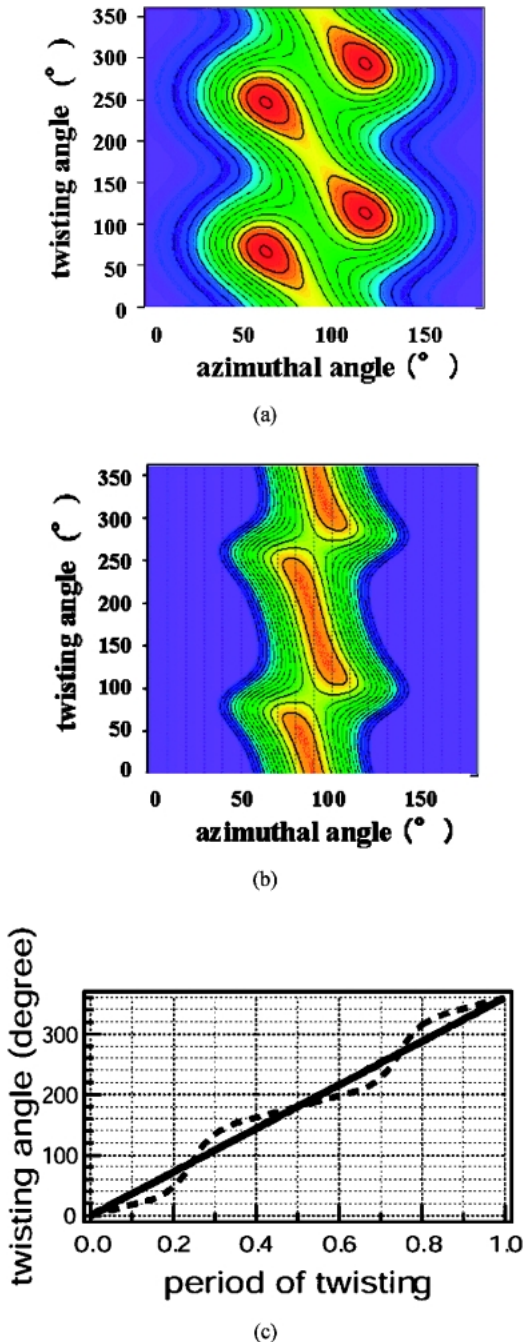 350
300
250
200
150
100
50
0
twisting angle (°)
0 50 100 150
azimuthal angle (°)
(a)
350
300
250
200
150
100
50
0
twisting angle (°)
0 50 100 150
azimuthal angle (°)
(b)
300
200
100
0
twisting angle (degree)
0.0 0.2 0.4 0.6 0.8 1.0
period of twisting
(c)